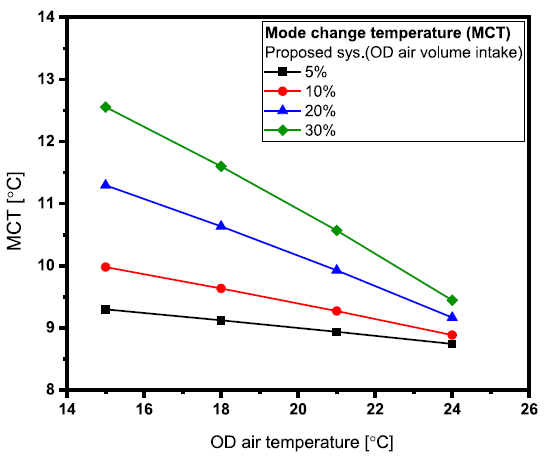 14
13
12
11
10
9
8
MCT [°C]
Mode change temperature (MCT)
Proposed sys.(OD air volume intake)
5%
10%
20%
30%
14 16 18 20 22 24 26
OD air temperature [°C]